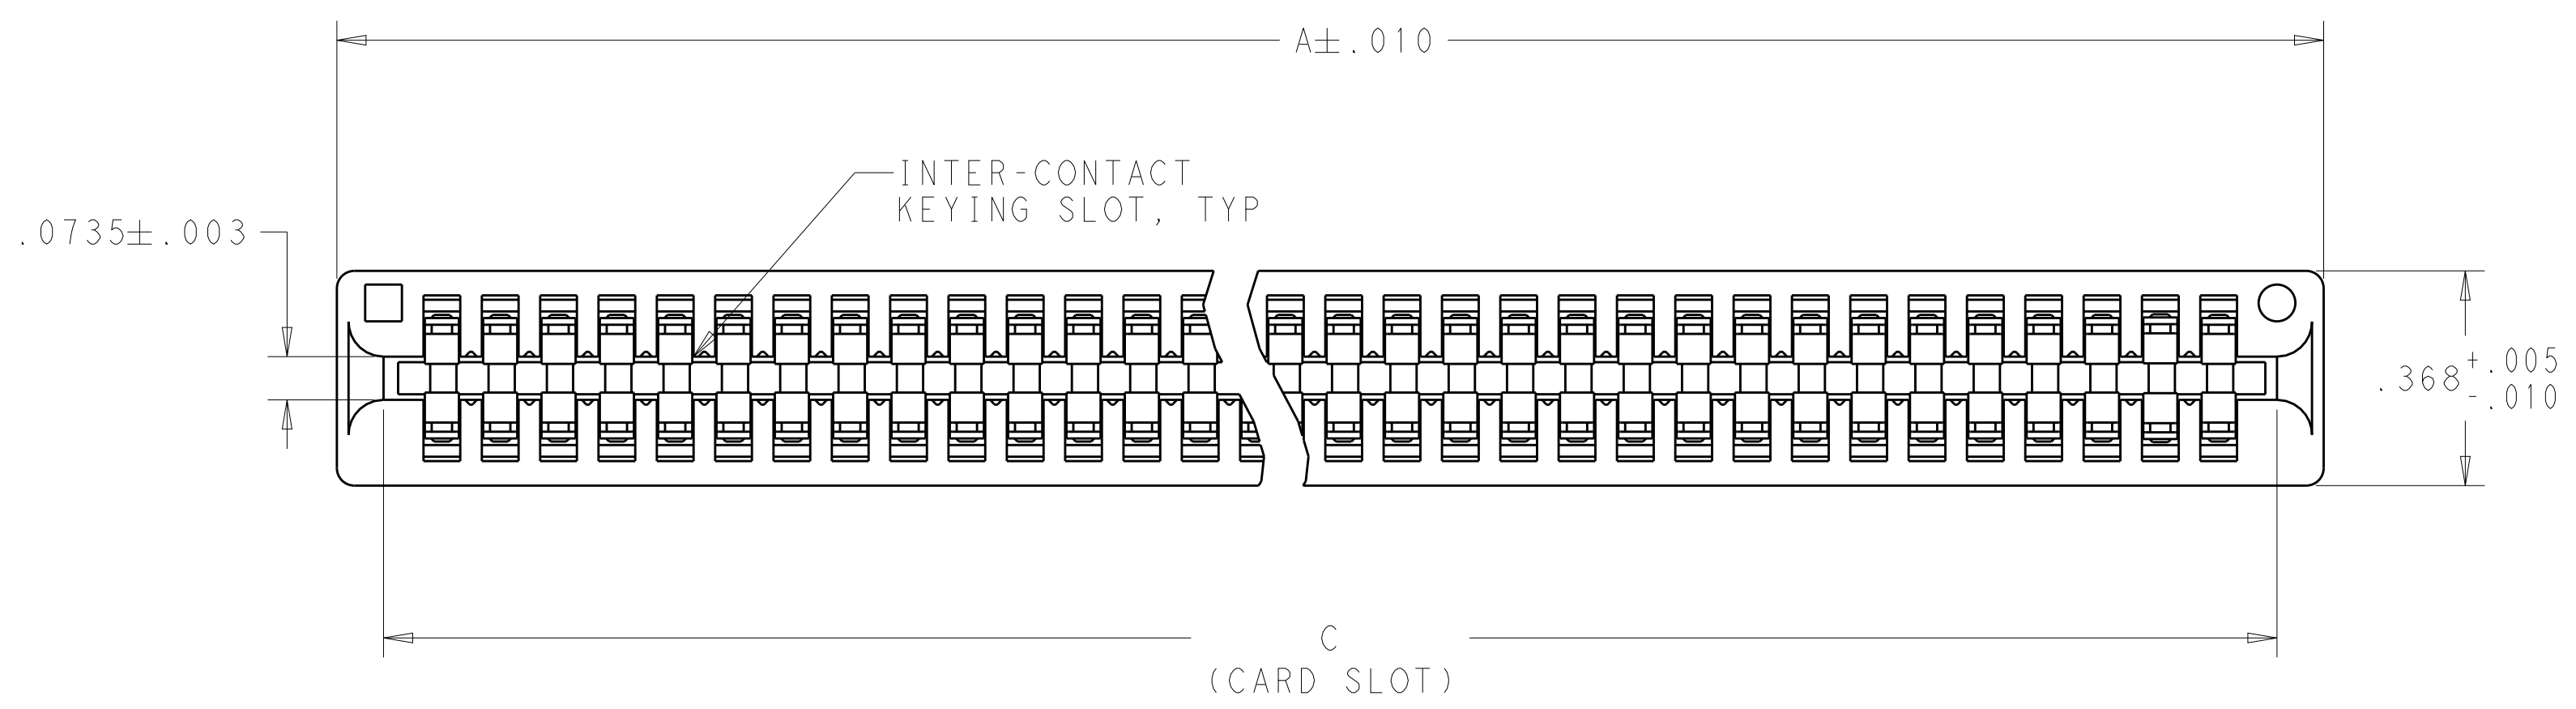 A±.010
INTER-CONTACT
KEYING SLOT, TYP
.0735±.003
.368 +.005
-.010
C
(CARD SLOT)